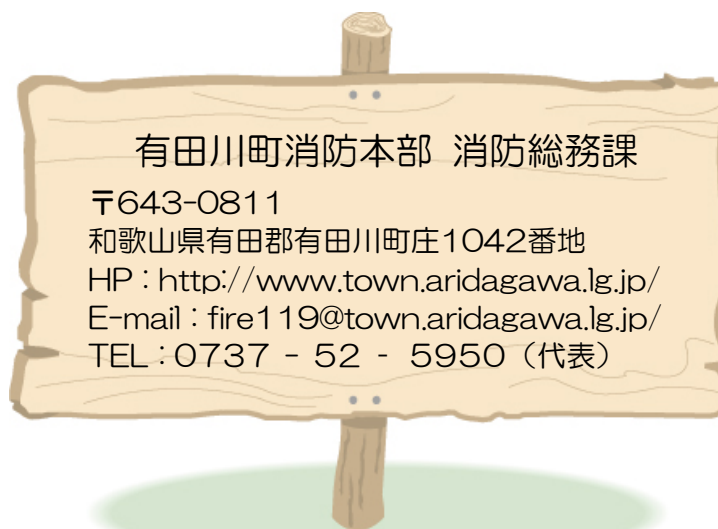 有田川町消防本部 消防総務課
〒643-0811
和歌山県有田郡有田川町庄1042番地
HP：http://www.town.aridagawa.lg.jp/
E-mail：fire119@town.aridagawa.lg.jp/
TEL：0737 - 52 - 5950（代表）